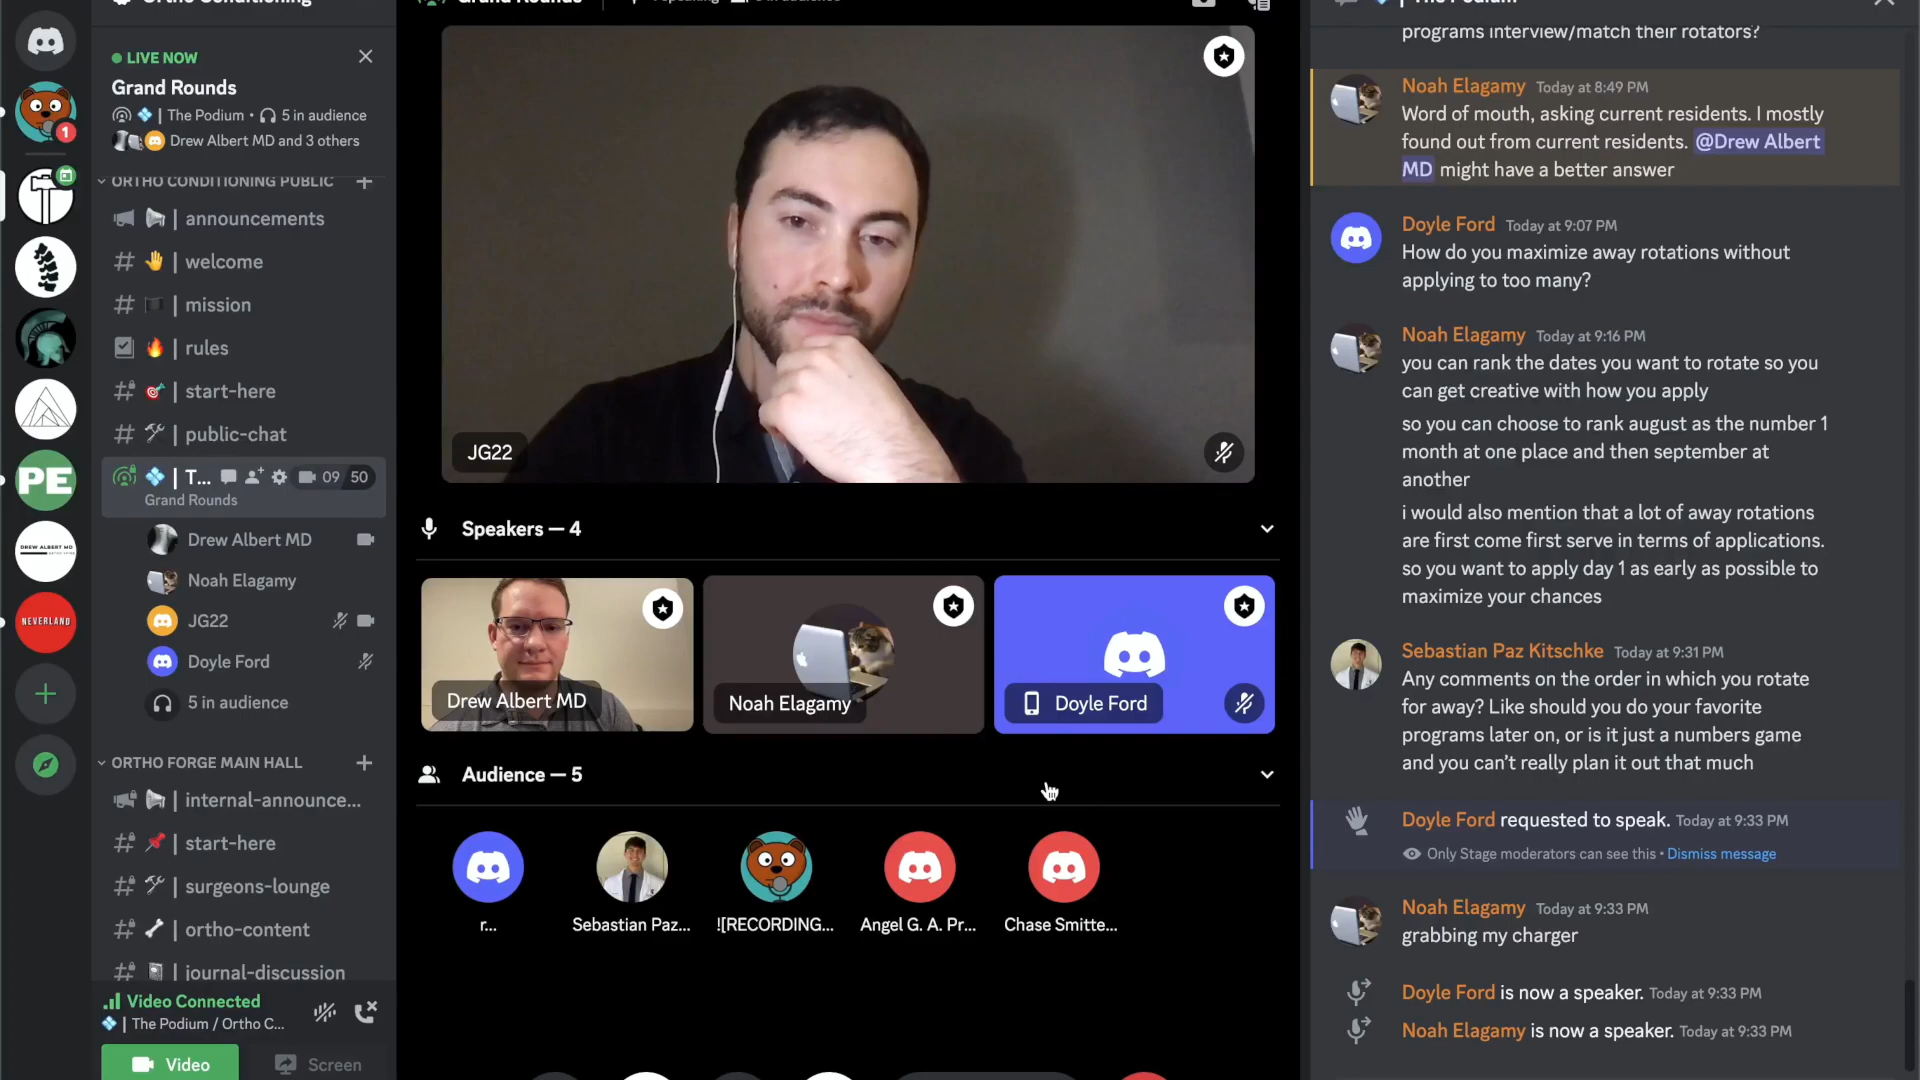 Ortho Conditioning
LIVE NOW
Grand Rounds
| The Podium • 5 in audience
Drew Albert MD and 3 others
ORTHO CONDITIONING PUBLIC
| announcements
# | welcome
# | mission
| rules
# | start-here
# | public-chat
| T... 09 50
Grand Rounds
Drew Albert MD
Noah Elagamy
JG22
Doyle Ford
5 in audience
ORTHO FORGE MAIN HALL
| internal-announce...
# | start-here
# | surgeons-lounge
# | ortho-content
# | journal-discussion
Video Connected
| The Podium / Ortho C...
Video
Screen
1
PE
DREW ALBERT MD
NEVERLAND
Grand Rounds
JG22
Speakers — 4
Drew Albert MD
Noah Elagamy
Doyle Ford
Audience — 5
r...
Sebastian Paz...
![RECORDING...
Angel G. A. Pr...
Chase Smitte...
| The Podium
programs interview/match their rotators?
Noah Elagamy Today at 8:49 PM
Word of mouth, asking current residents. I mostly
found out from current residents. @Drew Albert
MD might have a better answer
Doyle Ford Today at 9:07 PM
How do you maximize away rotations without
applying to too many?
Noah Elagamy Today at 9:16 PM
you can rank the dates you want to rotate so you
can get creative with how you apply
so you can choose to rank august as the number 1
month at one place and then september at
another
i would also mention that a lot of away rotations
are first come first serve in terms of applications.
so you want to apply day 1 as early as possible to
maximize your chances
Sebastian Paz Kitschke Today at 9:31 PM
Any comments on the order in which you rotate
for away? Like should you do your favorite
programs later on, or is it just a numbers game
and you can't really plan it out that much
Doyle Ford requested to speak. Today at 9:33 PM
Only Stage moderators can see this • Dismiss message
Noah Elagamy Today at 9:33 PM
grabbing my charger
Doyle Ford is now a speaker. Today at 9:33 PM
Noah Elagamy is now a speaker. Today at 9:33 PM